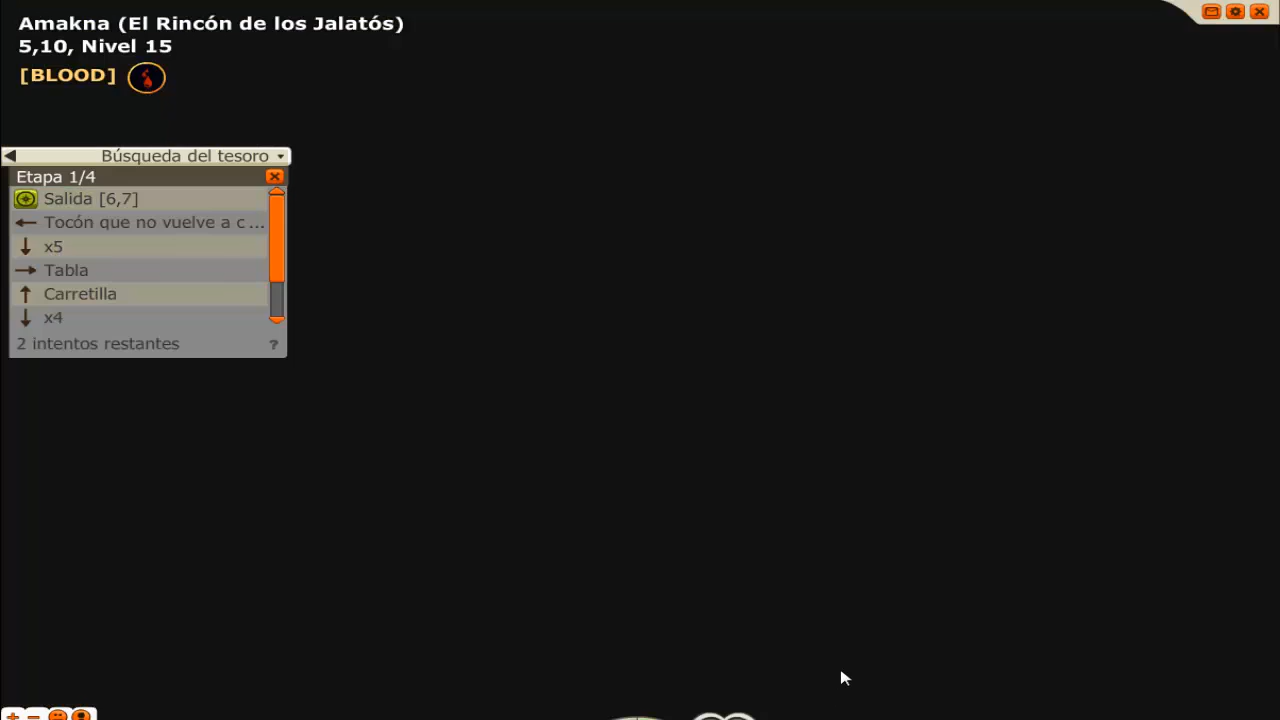 Amakna (El Rincón de los Jalatós)
5,10, Nivel 15
[BLOOD]
Búsqueda del tesoro
Etapa 1/4
Salida [6,7]
Tocón que no vuelve a c ...
x5
Tabla
Carretilla
x4
2 intentos restantes ?